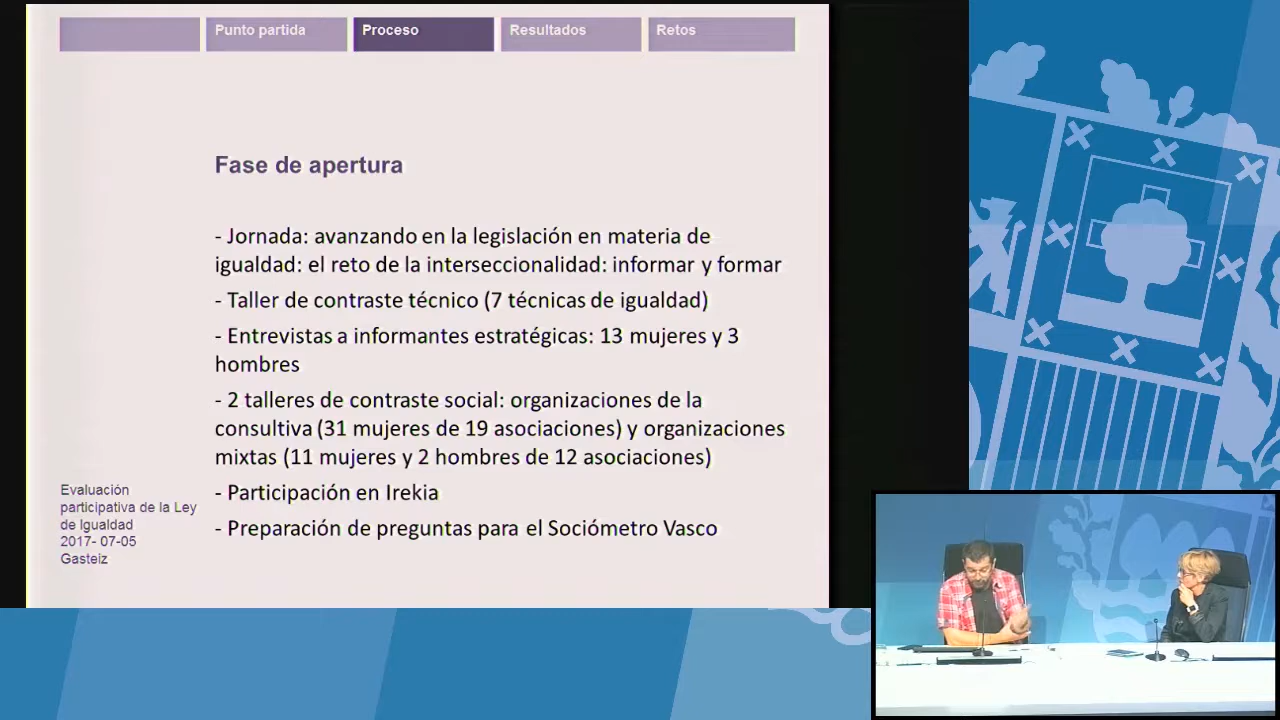 Punto partida
Proceso
Resultados
Retos
Fase de apertura
- Jornada: avanzando en la legislación en materia de
igualdad: el reto de la interseccionalidad: informar y formar
- Taller de contraste técnico (7 técnicas de igualdad)
- Entrevistas a informantes estratégicas: 13 mujeres y 3
hombres
- 2 talleres de contraste social: organizaciones de la
consultiva (31 mujeres de 19 asociaciones) y organizaciones
mixtas (11 mujeres y 2 hombres de 12 asociaciones)
- Participación en Irekia
- Preparación de preguntas para el Sociómetro Vasco
Evaluación
participativa de la Ley
de Igualdad
2017- 07-05
Gasteiz